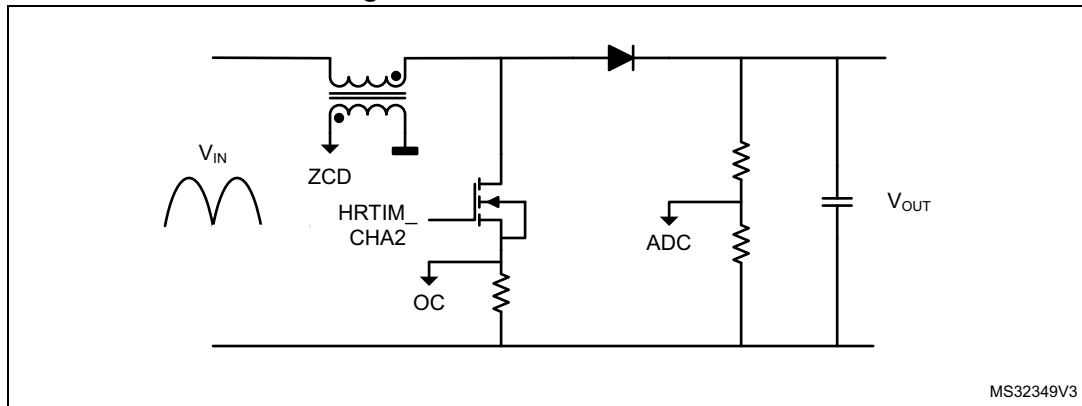 V_IN
ZCD
HRTIM_
CHA2
OC
ADC
V_OUT
MS32349V3